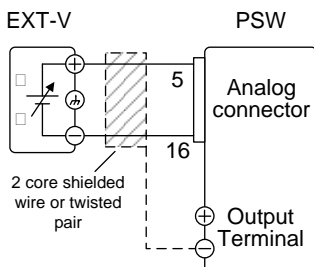 EXT-V
PSW
5
Analog
connector
16
2 core shielded
wire or twisted
pair
Output
Terminal